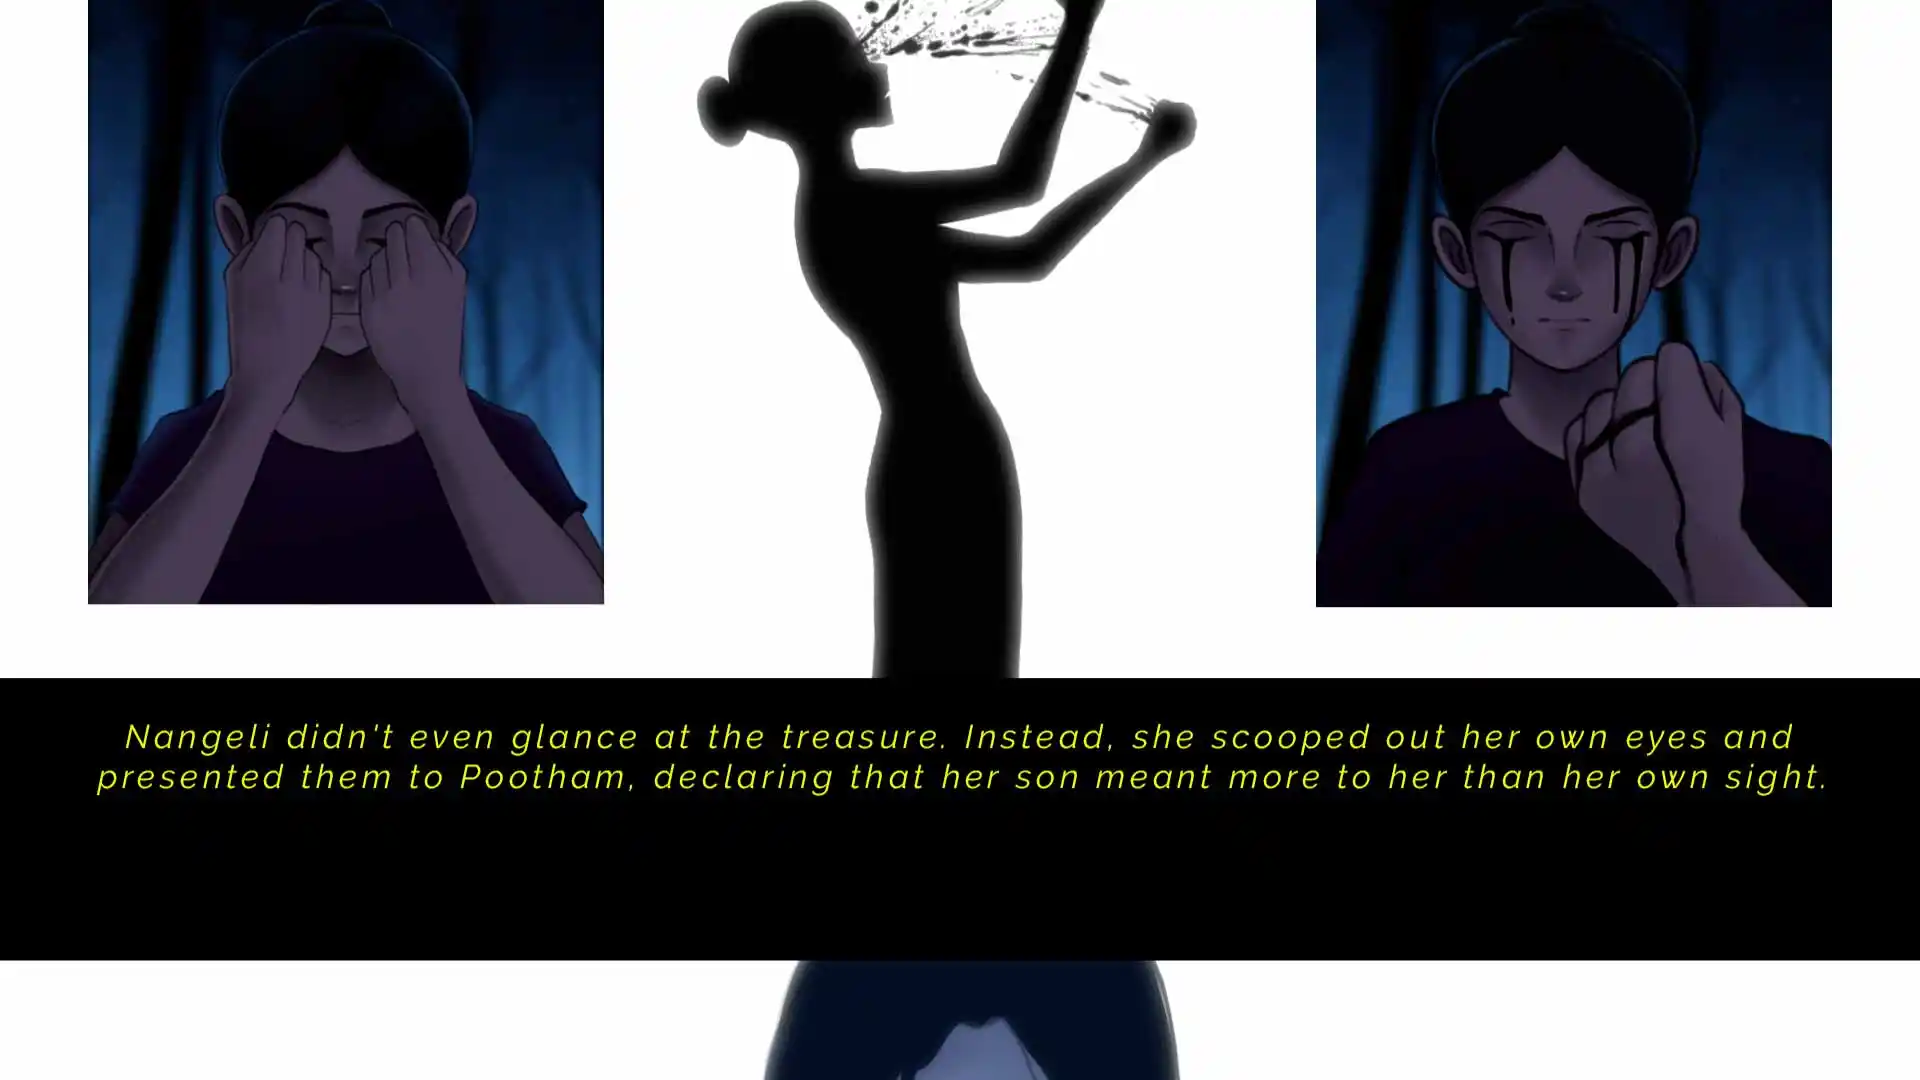 Nangeli didn't even glance at the treasure. Instead, she scooped out her own eyes and
presented them to Pootham, declaring that her son meant more to her than her own sight.